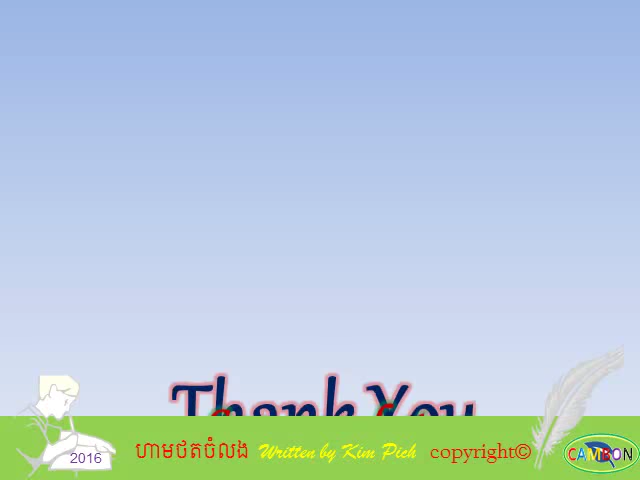 Thank You
2016 ហាមថតចំលង Written by Kim Pich copyright© CAMBON